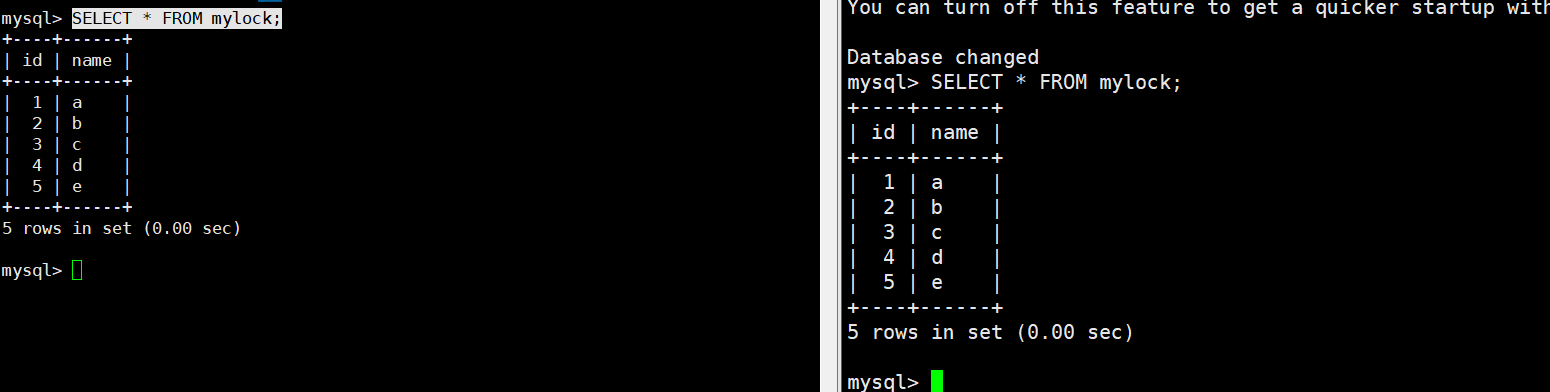 mysql> SELECT * FROM mylock;
+----+------+
| id | name |
+----+------+
|  1 | a    |
|  2 | b    |
|  3 | c    |
|  4 | d    |
|  5 | e    |
+----+------+
5 rows in set (0.00 sec)
mysql>
You can turn off this feature to get a quicker startup with
Database changed
mysql> SELECT * FROM mylock;
+----+------+
| id | name |
+----+------+
|  1 | a    |
|  2 | b    |
|  3 | c    |
|  4 | d    |
|  5 | e    |
+----+------+
5 rows in set (0.00 sec)
mysql>